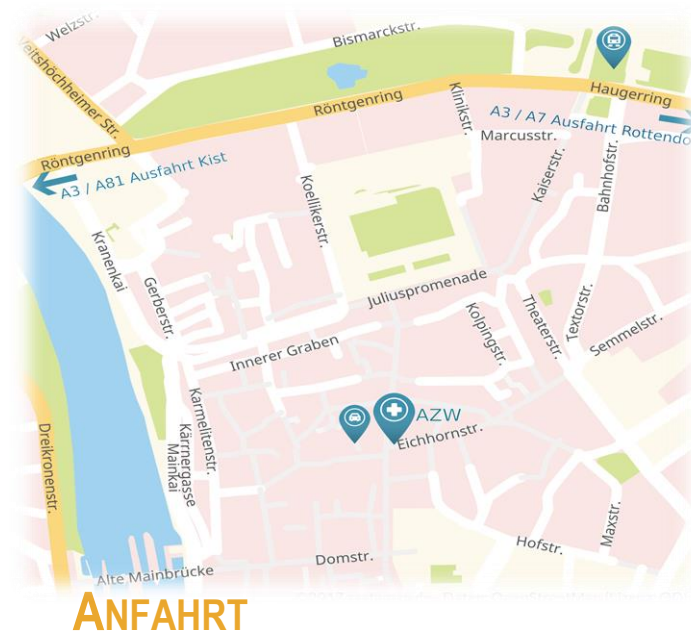 Welzstr.
Bismarckstr.
Veitshöchheimer Str.
Haugerring
Röntgenring
Klinikstr.
A3 / A7 Ausfahrt Rottendo
Marcusstr.
Röntgenring
A3 / A81 Ausfahrt Kist
Kaiserstr.
Bahnhofstr.
Koellikerstr.
Kranenkai
Gerberstr.
Juliuspromenade
Kolpingstr.
Theaterstr.
Textorstr.
Semmelstr.
Innerer Graben
Karmelitenstr.
Kärrnergasse
Mainkai
AZW
Eichhornstr.
Dreikronenstr.
Maxstr.
Hofstr.
Domstr.
Alte Mainbrücke
ANFAHRT